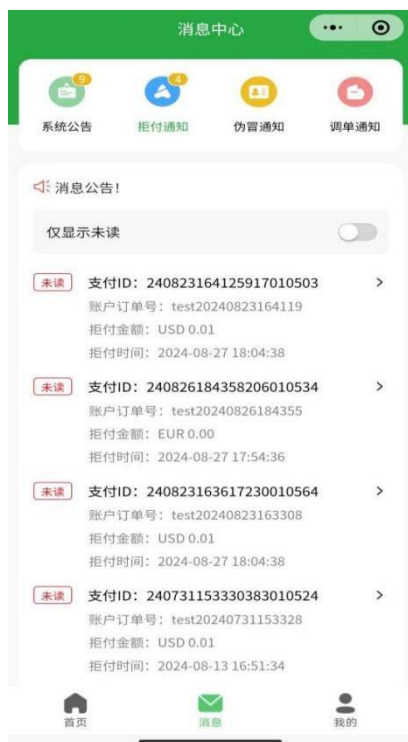 消息中心
9
4
系统公告
拒付通知
伪冒通知
调单通知
消息公告!
仅显示未读
未读 支付ID: 240823164125917010503
账户订单号: test20240823164119
拒付金额: USD 0.01
拒付时间: 2024-08-27 18:04:38
未读 支付ID: 240826184358206010534
账户订单号: test20240826184355
拒付金额: EUR 0.00
拒付时间: 2024-08-27 17:54:36
未读 支付ID: 240823163617230010564
账户订单号: test20240823163308
拒付金额: USD 0.01
拒付时间: 2024-08-27 18:04:38
未读 支付ID: 240731153330383010524
账户订单号: test20240731153328
拒付金额: USD 0.01
拒付时间: 2024-08-13 16:51:34
首页
消息
我的